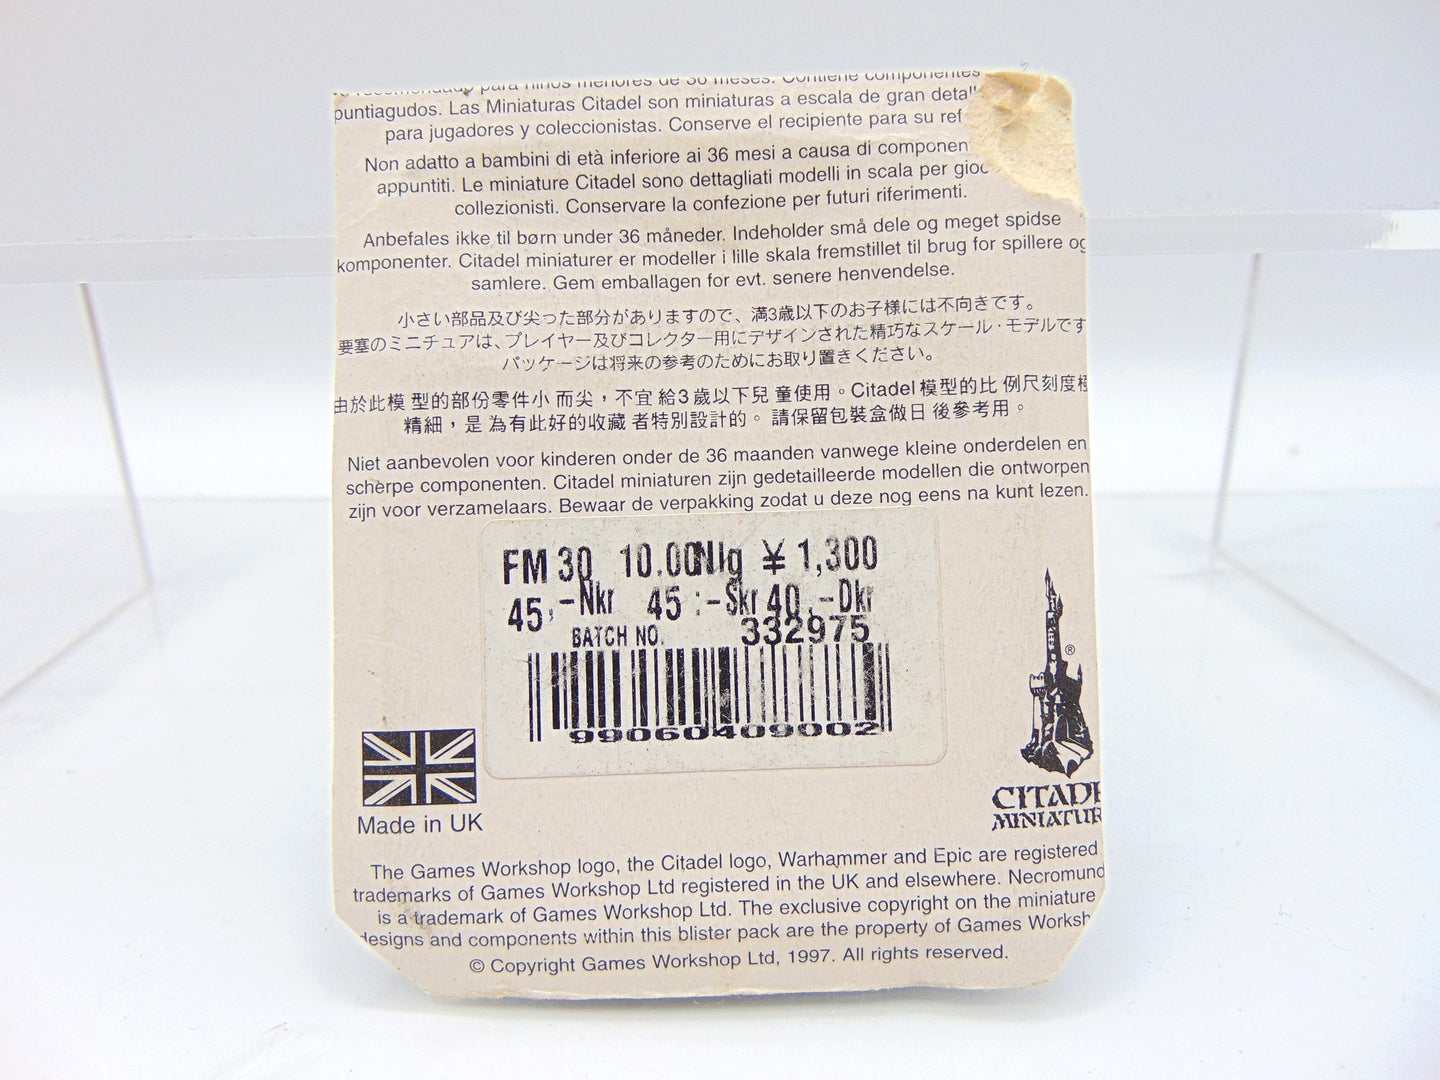 recomendado para niños menores de 36 meses. Contiene componentes
puntiagudos. Las Miniaturas Citadel son miniaturas a escala de gran detall
para jugadores y coleccionistas. Conserve el recipiente para su ref
Non adatto a bambini di età inferiore ai 36 mesi a causa di componen
appuntiti. Le miniature Citadel sono dettagliati modelli in scala per gioc
collezionisti. Conservare la confezione per futuri riferimenti.
Anbefales ikke til børn under 36 måneder. Indeholder små dele og meget spidse
komponenter. Citadel miniaturer er modeller i lille skala fremstillet til brug for spillere og
samlere. Gem emballagen for evt. senere henvendelse.
小さい部品及び尖った部分がありますので、満3歳以下のお子様には不向きです。
要塞のミニチュアは、プレイヤー及びコレクター用にデザインされた精巧なスケール・モデルです
パッケージは将来の参考のためにお取り置きください。
由於此模型的部份零件小而尖，不宜給3歲以下兒童使用。Citadel模型的比例尺刻度極
精細，是為有此好的收藏者特別設計的。請保留包裝盒做日後參考用。
Niet aanbevolen voor kinderen onder de 36 maanden vanwege kleine onderdelen en
scherpe componenten. Citadel miniaturen zijn gedetailleerde modellen die ontworpen
zijn voor verzamelaars. Bewaar de verpakking zodat u deze nog eens na kunt lezen.
FM 30 10.00Nlg ¥ 1,300
45,-Nkr 45:-Skr 40,-Dkr
BATCH NO. 332975
99060409002
®
CITADE
MINIATUR
Made in UK
The Games Workshop logo, the Citadel logo, Warhammer and Epic are registered
trademarks of Games Workshop Ltd registered in the UK and elsewhere. Necromund
is a trademark of Games Workshop Ltd. The exclusive copyright on the miniature
designs and components within this blister pack are the property of Games Worksh
© Copyright Games Workshop Ltd, 1997. All rights reserved.